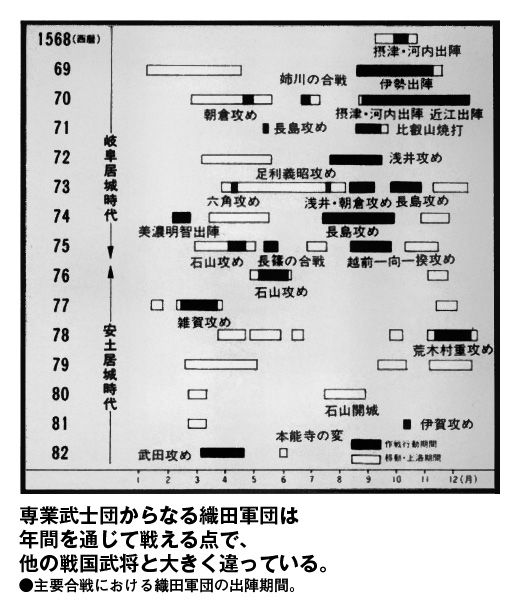 1568(西暦)
摂津・河内出陣
69
伊勢出陣
姉川の合戦
70
朝倉攻め
摂津・河内出陣 近江出陣
71
長島攻め
比叡山焼打
72
浅井攻め
足利義昭攻め
73
六角攻め
浅井・朝倉攻め
長島攻め
74
美濃明智出陣
長島攻め
75
石山攻め
長篠の合戦
越前一向一揆攻め
76
石山攻め
77
雑賀攻め
78
荒木村重攻め
79
80
石山開城
81
伊賀攻め
本能寺の変
82
武田攻め
岐阜居城時代
安土居城時代
作戦行動期間
移動・上洛期間
1 2 3 4 5 6 7 8 9 10 11 12(月)
専業武士団からなる織田軍団は
年間を通じて戦える点で、
他の戦国武将と大きく違っている。
●主要合戦における織田軍団の出陣期間。